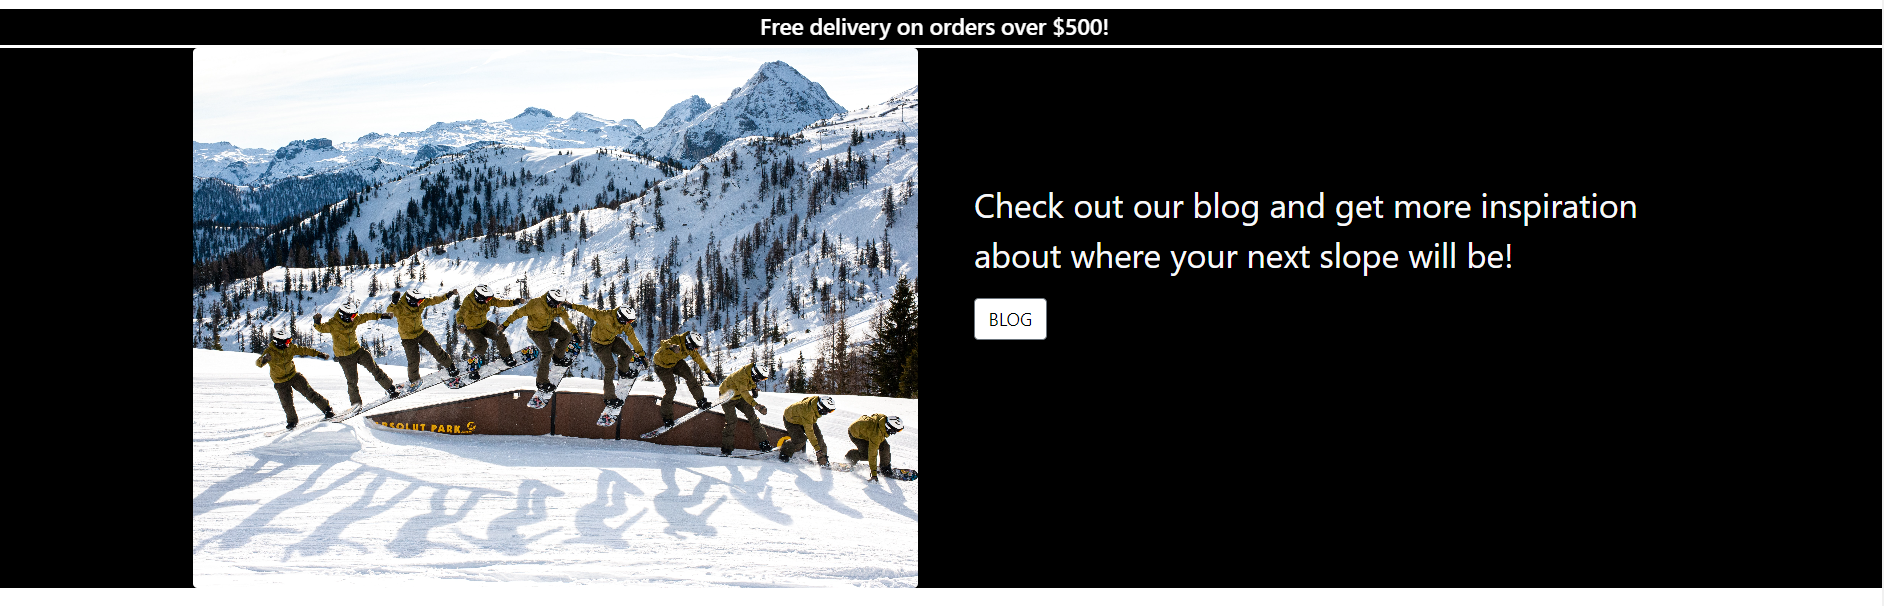 Free delivery on orders over $500!
Check out our blog and get more inspiration
about where your next slope will be!
BLOG
SOLUT PARK